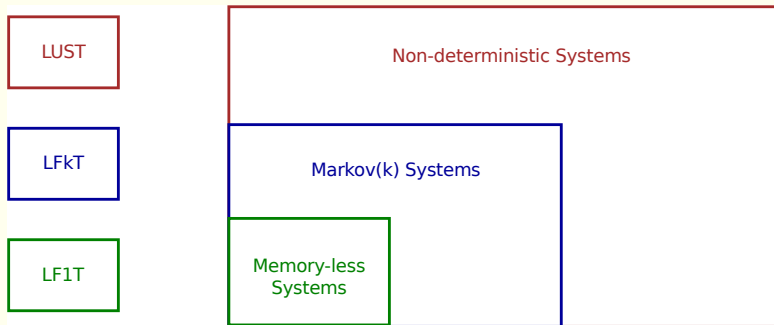 LUST
Non-deterministic Systems
LFkT
Markov(k) Systems
LF1T
Memory-less
Systems